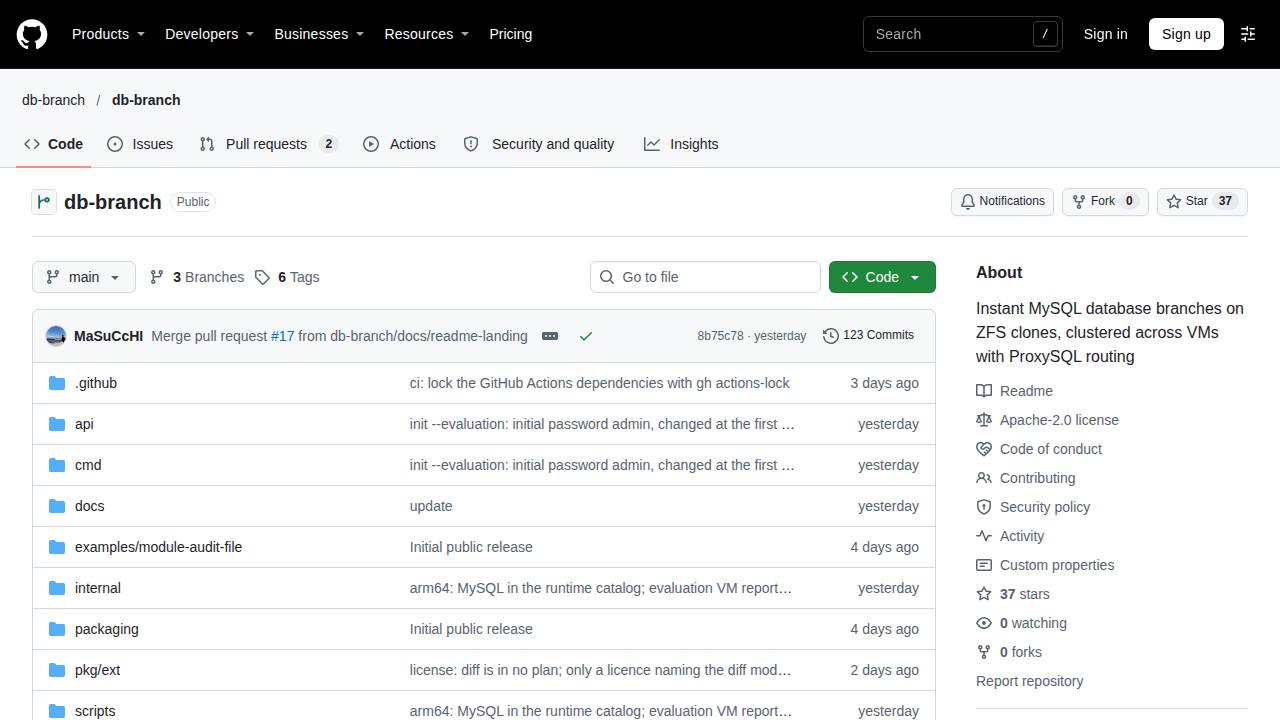 Products Developers Businesses Resources Pricing Search / Sign in Sign up
db-branch / db-branch
Code Issues Pull requests 2 Actions Security and quality Insights
db-branch Public Notifications Fork 0 Star 37
main 3 Branches 6 Tags Go to file Code
MaSuCcHI Merge pull request #17 from db-branch/docs/readme-landing 8b75c78 · yesterday 123 Commits
.github ci: lock the GitHub Actions dependencies with gh actions-lock 3 days ago
api init --evaluation: initial password admin, changed at the first … yesterday
cmd init --evaluation: initial password admin, changed at the first … yesterday
docs update yesterday
examples/module-audit-file Initial public release 4 days ago
internal arm64: MySQL in the runtime catalog; evaluation VM report… yesterday
packaging Initial public release 4 days ago
pkg/ext license: diff is in no plan; only a licence naming the diff mod… 2 days ago
scripts arm64: MySQL in the runtime catalog; evaluation VM report… yesterday
About
Instant MySQL database branches on
ZFS clones, clustered across VMs
with ProxySQL routing
Readme
Apache-2.0 license
Code of conduct
Contributing
Security policy
Activity
Custom properties
37 stars
0 watching
0 forks
Report repository